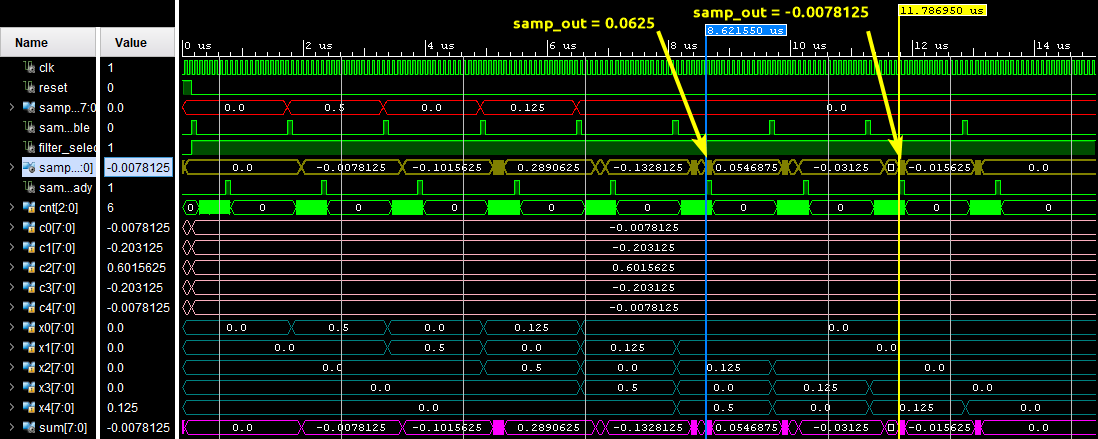 samp_out = 0.0625 samp_out = -0.0078125 11.786950 us
8.621550 us
Name Value 0 us 2 us 4 us 6 us 8 us 10 us 12 us 14 us
clk 1
reset 0
samp...7:0 0.0 0.0 0.5 0.0 0.125 0.0
sam...ble 0
filter_selec 1
samp....:0] -0.0078125 0.0 -0.0078125 -0.1015625 0.2890625 -0.1328125 0.0546875 -0.03125 -0.015625 0.0
sam...ady 1
cnt[2:0] 6 0 0 0 0 0 0 0 0 0 0
c0[7:0] -0.0078125 -0.0078125
c1[7:0] -0.203125 -0.203125
c2[7:0] 0.6015625 0.6015625
c3[7:0] -0.203125 -0.203125
c4[7:0] -0.0078125 -0.0078125
x0[7:0] 0.0 0.0 0.5 0.0 0.125 0.0
x1[7:0] 0.0 0.0 0.5 0.0 0.125 0.0
x2[7:0] 0.0 0.0 0.5 0.0 0.125 0.0
x3[7:0] 0.0 0.0 0.5 0.0 0.125 0.0
x4[7:0] 0.125 0.0 0.5 0.0 0.125 0.0
sum[7:0] -0.0078125 0.0 -0.0078125 -0.1015625 0.2890625 -0.1328125 0.0546875 -0.03125 -0.015625 0.0